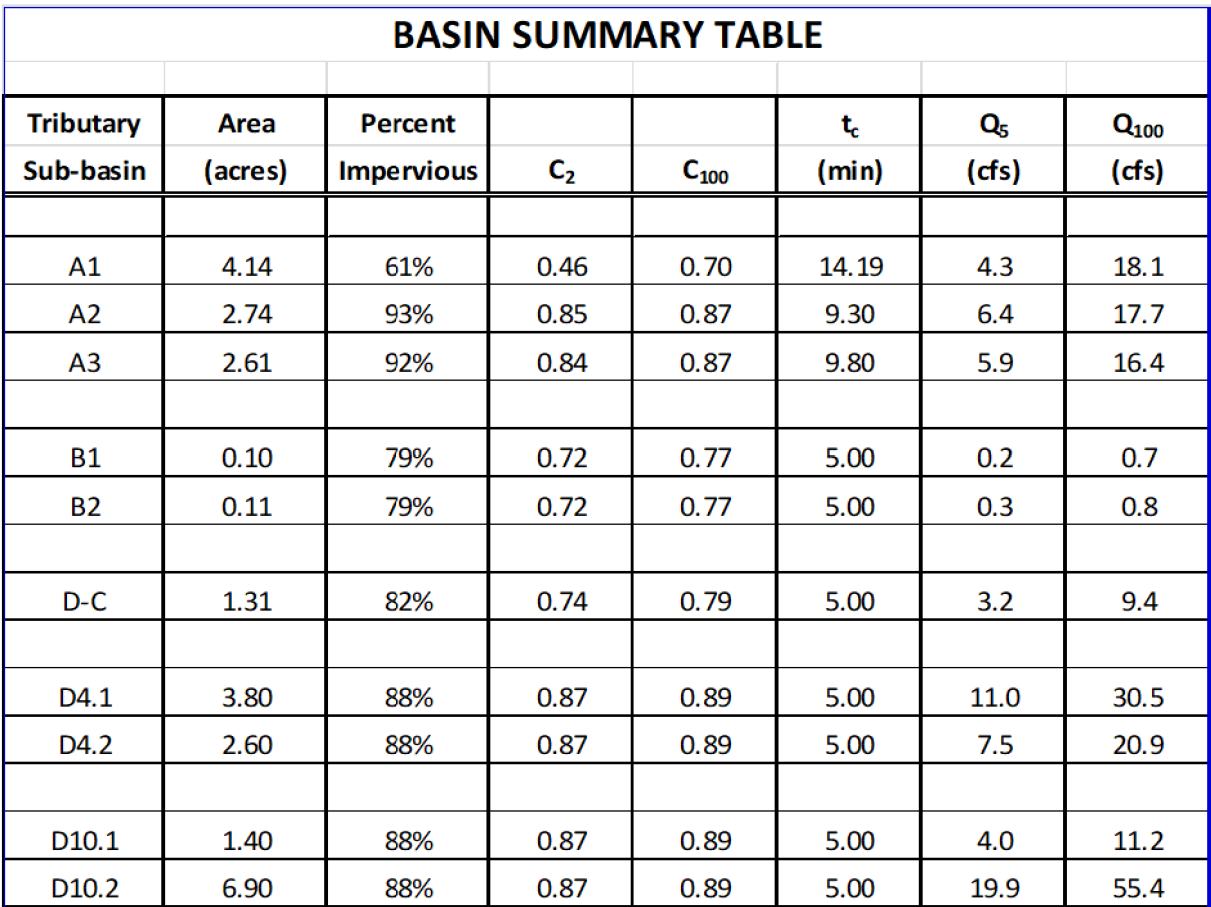 BASIN SUMMARY TABLE
Tributary Area Percent t_c Q_5 Q_100
Sub-basin (acres) Impervious C_2 C_100 (min) (cfs) (cfs)
A1 4.14 61% 0.46 0.70 14.19 4.3 18.1
A2 2.74 93% 0.85 0.87 9.30 6.4 17.7
A3 2.61 92% 0.84 0.87 9.80 5.9 16.4
B1 0.10 79% 0.72 0.77 5.00 0.2 0.7
B2 0.11 79% 0.72 0.77 5.00 0.3 0.8
D-C 1.31 82% 0.74 0.79 5.00 3.2 9.4
D4.1 3.80 88% 0.87 0.89 5.00 11.0 30.5
D4.2 2.60 88% 0.87 0.89 5.00 7.5 20.9
D10.1 1.40 88% 0.87 0.89 5.00 4.0 11.2
D10.2 6.90 88% 0.87 0.89 5.00 19.9 55.4